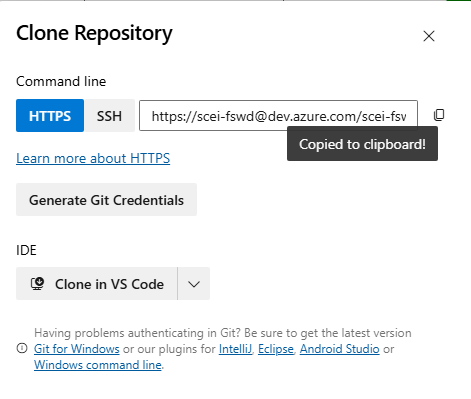 Clone Repository
Command line
HTTPS SSH https://scei-fswd@dev.azure.com/scei-fsw
Copied to clipboard!
Learn more about HTTPS
Generate Git Credentials
IDE
Clone in VS Code
Having problems authenticating in Git? Be sure to get the latest version
Git for Windows or our plugins for IntelliJ, Eclipse, Android Studio or
Windows command line.